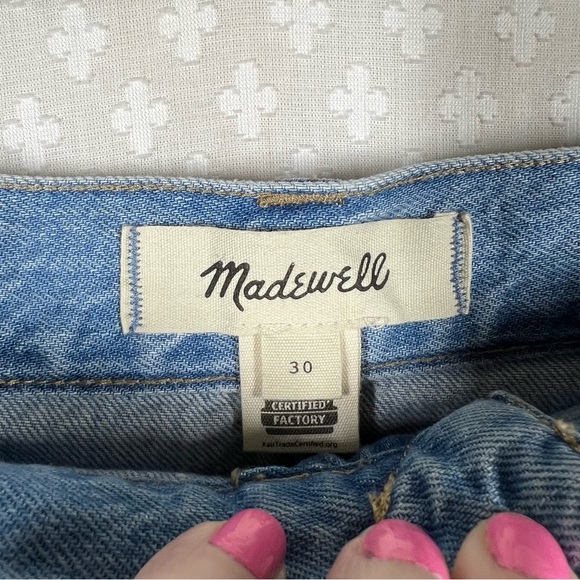 Madewell
30
CERTIFIED
FACTORY
FairTradeCertified.org